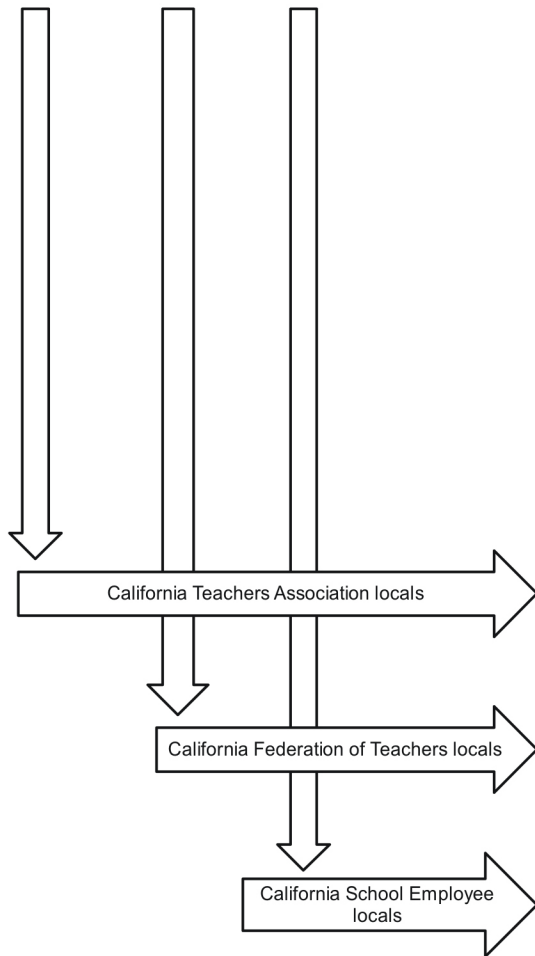 California Teachers Association locals
California Federation of Teachers locals
California School Employee
locals